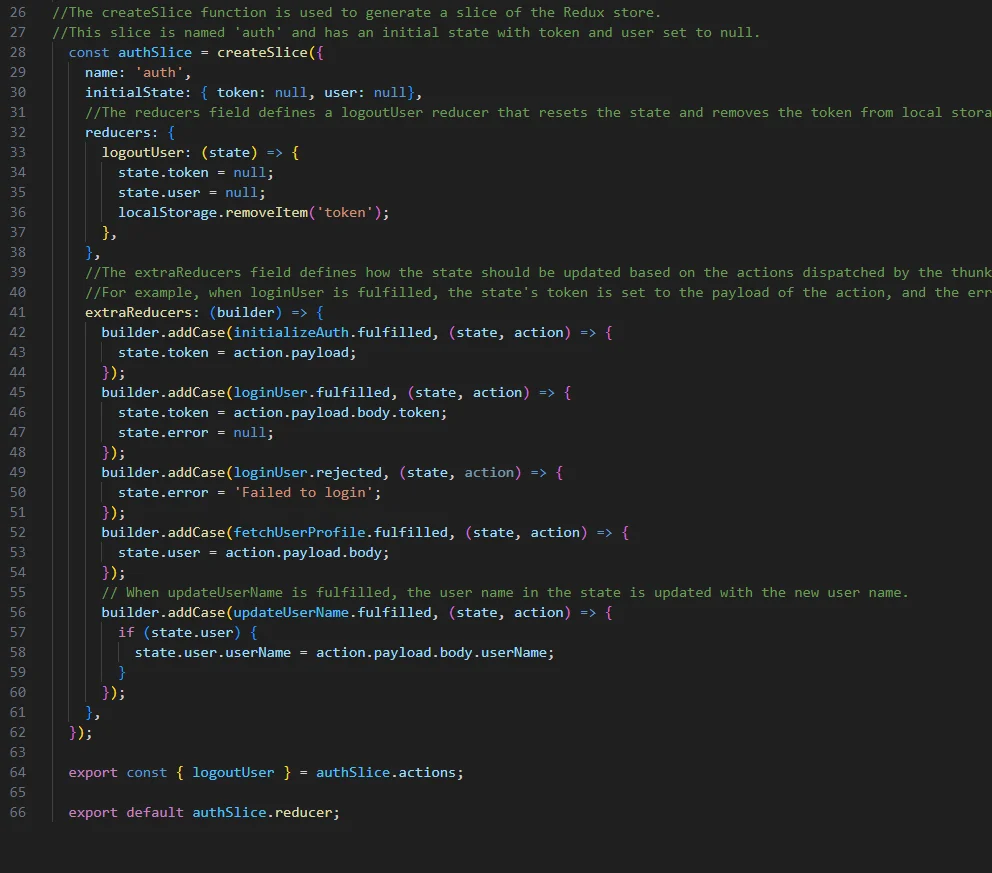 26 //The createSlice function is used to generate a slice of the Redux store.
27 //This slice is named 'auth' and has an initial state with token and user set to null.
28 const authSlice = createSlice({
29 name: 'auth',
30 initialState: { token: null, user: null},
31 //The reducers field defines a logoutUser reducer that resets the state and removes the token from local stora
32 reducers: {
33 logoutUser: (state) => {
34 state.token = null;
35 state.user = null;
36 localStorage.removeItem('token');
37 },
38 },
39 //The extraReducers field defines how the state should be updated based on the actions dispatched by the thunk
40 //For example, when loginUser is fulfilled, the state's token is set to the payload of the action, and the err
41 extraReducers: (builder) => {
42 builder.addCase(initializeAuth.fulfilled, (state, action) => {
43 state.token = action.payload;
44 });
45 builder.addCase(loginUser.fulfilled, (state, action) => {
46 state.token = action.payload.body.token;
47 state.error = null;
48 });
49 builder.addCase(loginUser.rejected, (state, action) => {
50 state.error = 'Failed to login';
51 });
52 builder.addCase(fetchUserProfile.fulfilled, (state, action) => {
53 state.user = action.payload.body;
54 });
55 // When updateUserName is fulfilled, the user name in the state is updated with the new user name.
56 builder.addCase(updateUserName.fulfilled, (state, action) => {
57 if (state.user) {
58 state.user.userName = action.payload.body.userName;
59 }
60 });
61 },
62 });
63
64 export const { logoutUser } = authSlice.actions;
65
66 export default authSlice.reducer;